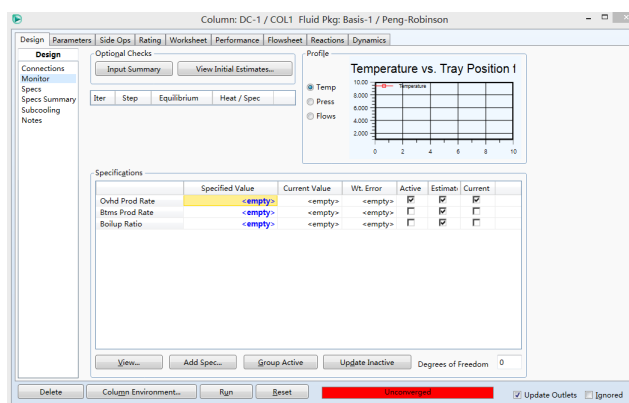 Column: DC-1 / COL1 Fluid Pkg: Basis-1 / Peng-Robinson
Design Parameters Side Ops Rating Worksheet Performance Flowsheet Reactions Dynamics
Design
Connections
Monitor
Specs
Specs Summary
Subcooling
Notes
Optional Checks
Input Summary View Initial Estimates...
Iter Step Equilibrium Heat / Spec
Profile
Temp
Press
Flows
Temperature vs. Tray Position f
Temperature
10.00
8.000
6.000
4.000
2.000
0 2 4 6 8 10
Specifications
Specified Value Current Value Wt. Error Active Estimate Current
Ovhd Prod Rate <empty> <empty> <empty>
Btms Prod Rate <empty> <empty> <empty>
Boilup Ratio <empty> <empty> <empty>
View... Add Spec... Group Active Update Inactive Degrees of Freedom 0
Delete Column Environment... Run Reset Unconverged Update Outlets Ignored